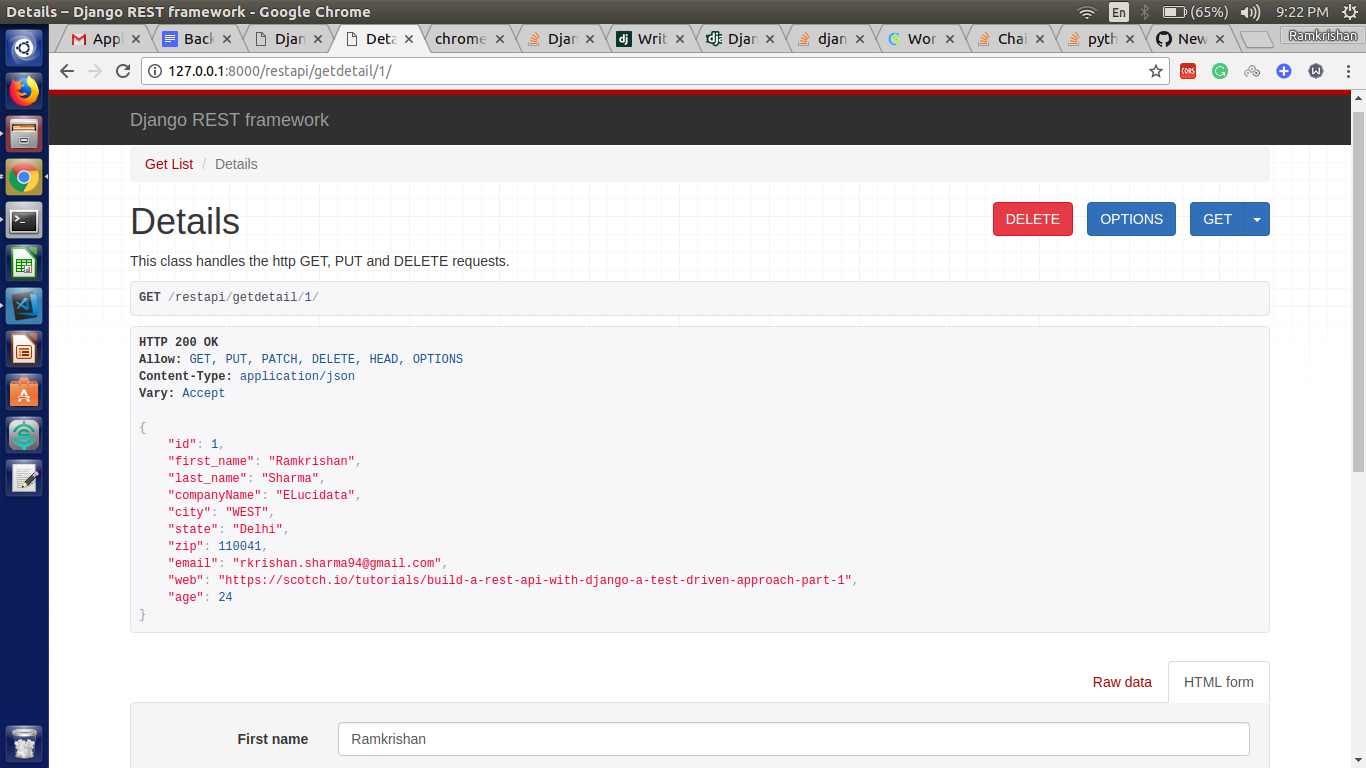 Details – Django REST framework - Google Chrome
En
(65%)
9:22 PM
Appl
Back
Djan
Deta
chrome
Djan
Writ
Djan
djan
Wor
Chai
pyth
New
Ramkrishan
127.0.0.1:8000/restapi/getdetail/1/
CORS
Django REST framework
Get List / Details
Details
DELETE
OPTIONS
GET
This class handles the http GET, PUT and DELETE requests.
GET /restapi/getdetail/1/
HTTP 200 OK
Allow: GET, PUT, PATCH, DELETE, HEAD, OPTIONS
Content-Type: application/json
Vary: Accept
{
"id": 1,
"first_name": "Ramkrishan",
"last_name": "Sharma",
"companyName": "ELucidata",
"city": "WEST",
"state": "Delhi",
"zip": 110041,
"email": "rkrishan.sharma94@gmail.com",
"web": "https://scotch.io/tutorials/build-a-rest-api-with-django-a-test-driven-approach-part-1",
"age": 24
}
Raw data
HTML form
First name
Ramkrishan